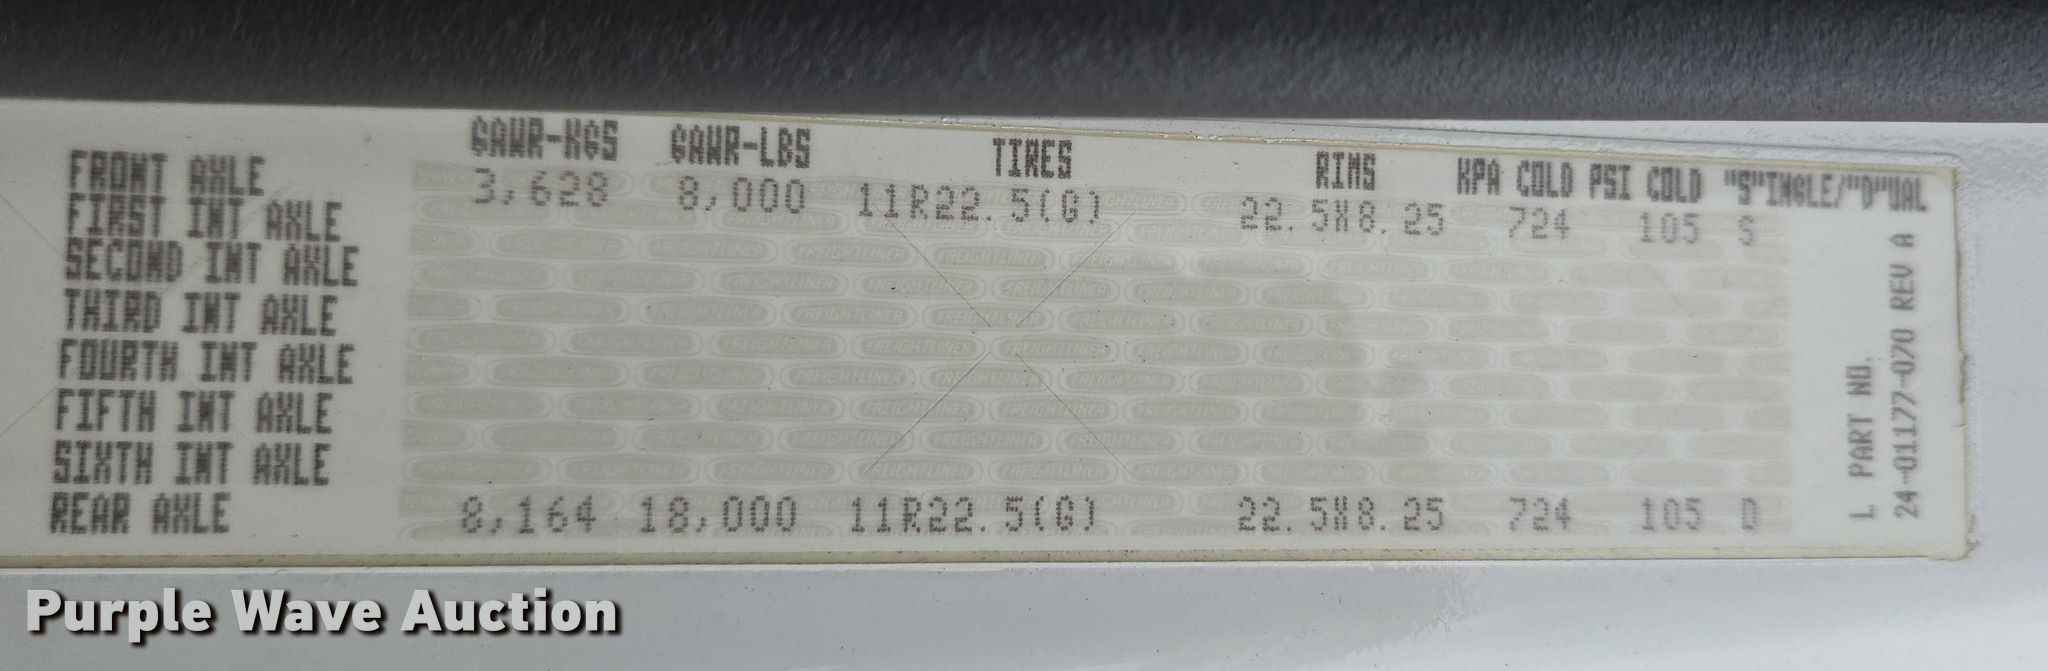 GAWR-KGS GAWR-LBS TIRES RIMS KPA COLD PSI COLD "S"INGLE/"D"UAL
FRONT AXLE 3,628 8,000 11R22.5(G) 22.5X8.25 724 105 S
FIRST INT AXLE
SECOND INT AXLE
THIRD INT AXLE
FOURTH INT AXLE
FIFTH INT AXLE
SIXTH INT AXLE
REAR AXLE 8,164 18,000 11R22.5(G) 22.5X8.25 724 105 D
L PART NO.
24-01177-070 REV A
FREIGHTLINER
Purple Wave Auction